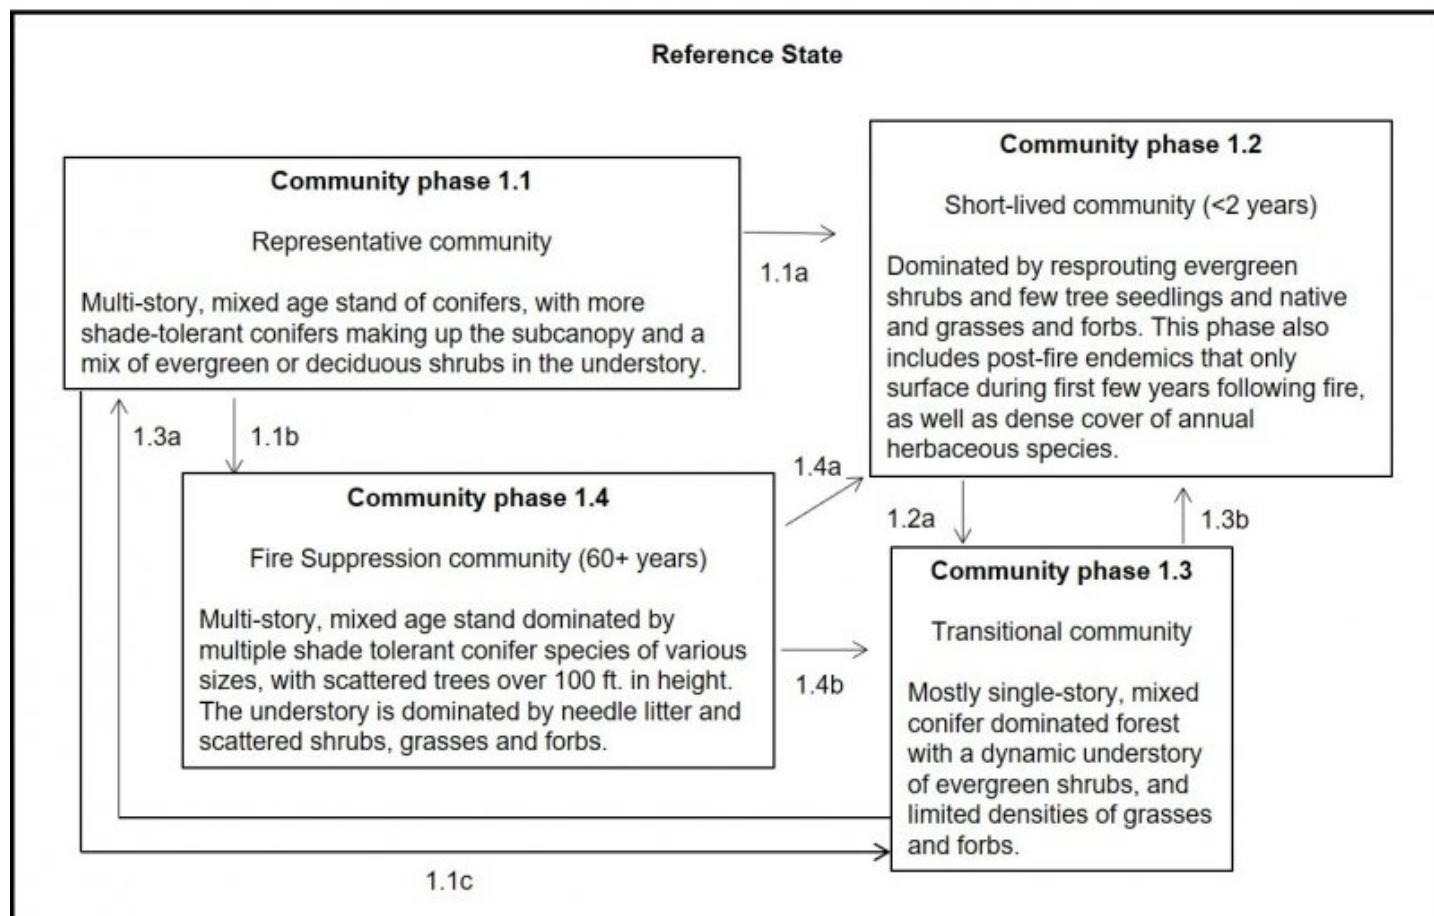 Reference State
Community phase 1.1
Representative community
Multi-story, mixed age stand of conifers, with more
shade-tolerant conifers making up the subcanopy and a
mix of evergreen or deciduous shrubs in the understory.
1.1a
Community phase 1.2
Short-lived community (<2 years)
Dominated by resprouting evergreen
shrubs and few tree seedlings and native
and grasses and forbs. This phase also
includes post-fire endemics that only
surface during first few years following fire,
as well as dense cover of annual
herbaceous species.
1.3a
1.1b
1.4a
Community phase 1.4
Fire Suppression community (60+ years)
Multi-story, mixed age stand dominated by
multiple shade tolerant conifer species of various
sizes, with scattered trees over 100 ft. in height.
The understory is dominated by needle litter and
scattered shrubs, grasses and forbs.
1.2a
1.3b
1.4b
Community phase 1.3
Transitional community
Mostly single-story, mixed
conifer dominated forest
with a dynamic understory
of evergreen shrubs, and
limited densities of grasses
and forbs.
1.1c